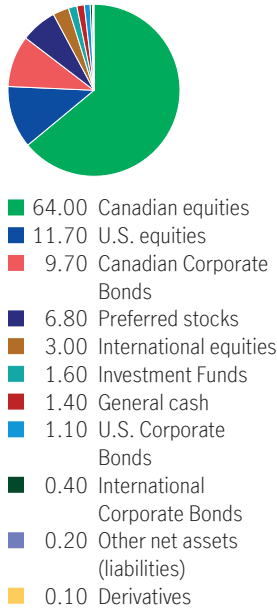 64.00 Canadian equities
11.70 U.S. equities
9.70 Canadian Corporate
Bonds
6.80 Preferred stocks
3.00 International equities
1.60 Investment Funds
1.40 General cash
1.10 U.S. Corporate
Bonds
0.40 International
Corporate Bonds
0.20 Other net assets
(liabilities)
0.10 Derivatives